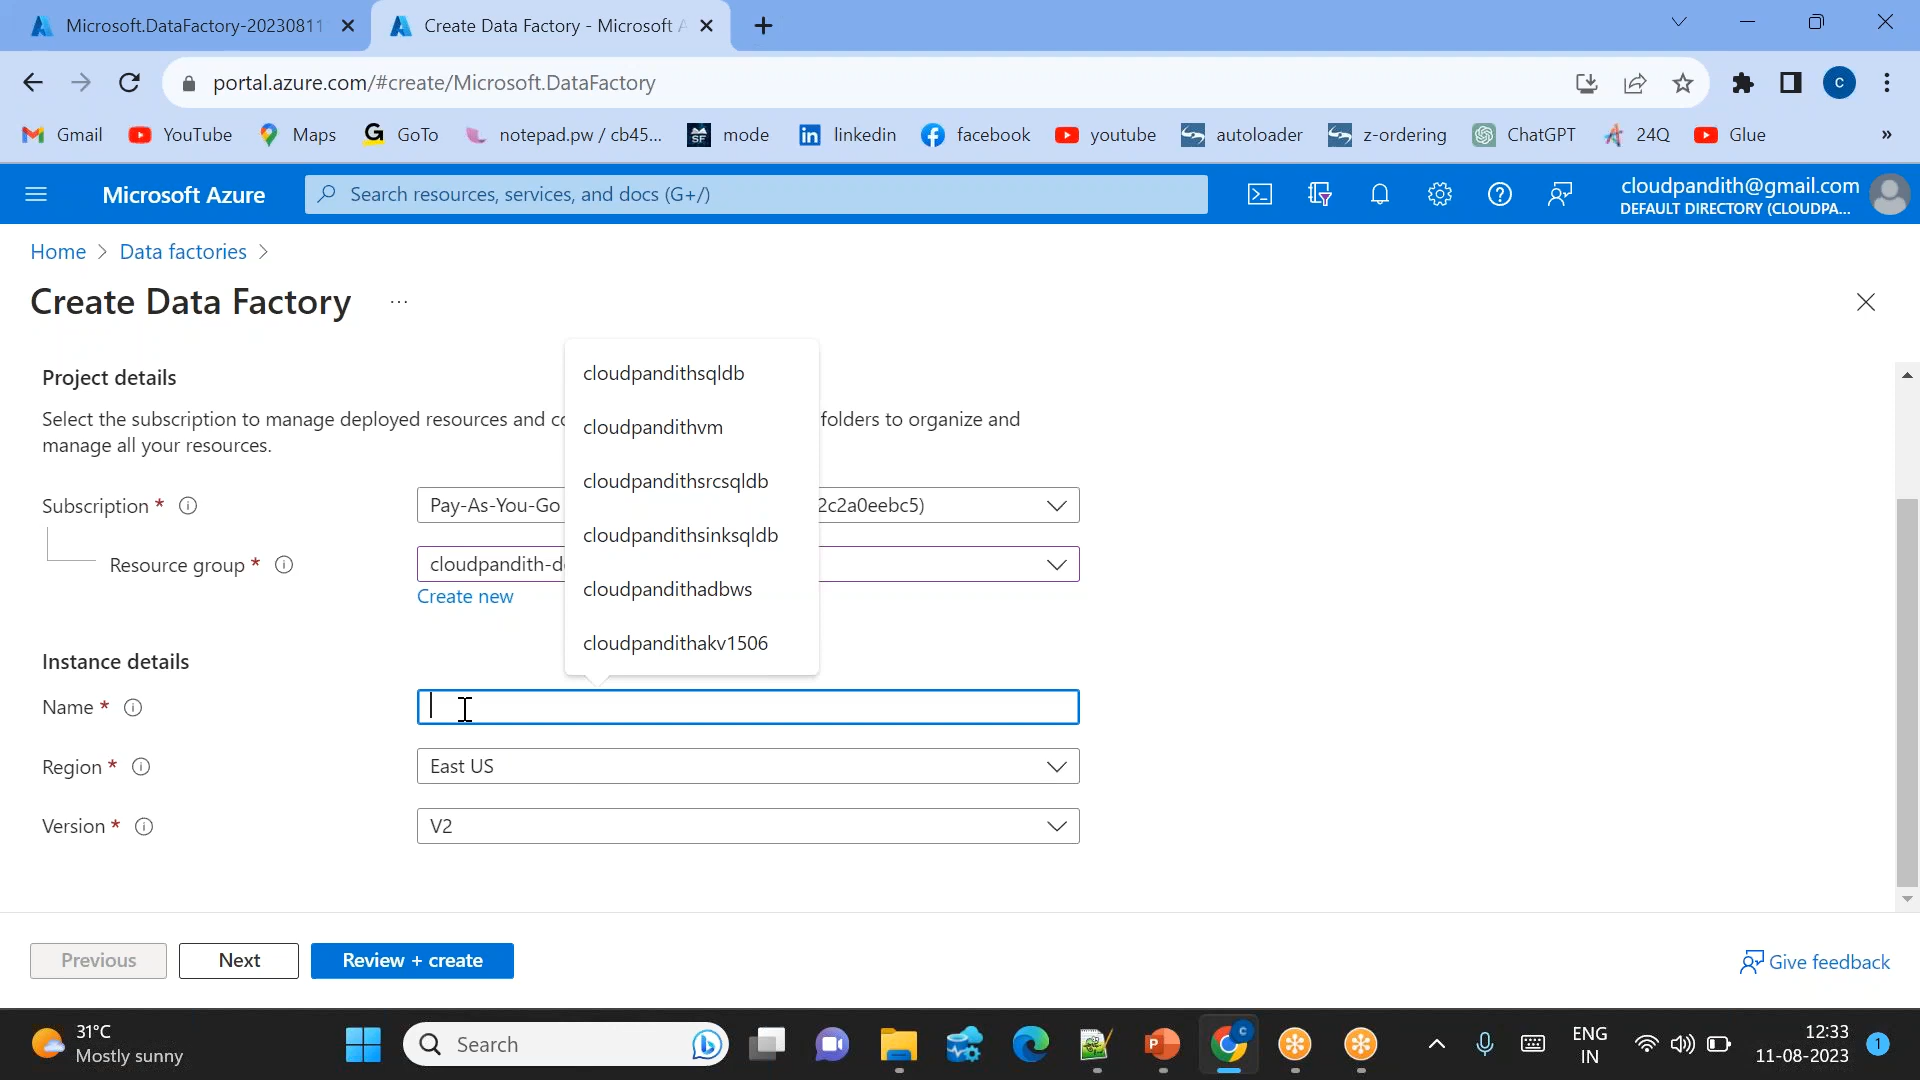 Microsoft.DataFactory-20230811
Create Data Factory - Microsoft A
portal.azure.com/#create/Microsoft.DataFactory
Gmail YouTube Maps GoTo notepad.pw / cb45... mode linkedin facebook youtube autoloader z-ordering ChatGPT 24Q Glue »
Microsoft Azure
Search resources, services, and docs (G+/)
cloudpandith@gmail.com
DEFAULT DIRECTORY (CLOUDPA...
Home > Data factories >
Create Data Factory ...
Project details
Select the subscription to manage deployed resources and co folders to organize and
manage all your resources.
Subscription *
Pay-As-You-Go 2c2a0eebc5)
Resource group *
cloudpandith-d
Create new
cloudpandithsqldb
cloudpandithvm
cloudpandithsrcsqldb
cloudpandithsinksqldb
cloudpandithadbws
cloudpandithakv1506
Instance details
Name *
Region *
East US
Version *
V2
Previous
Next
Review + create
Give feedback
31°C
Mostly sunny
Search
ENG
IN
12:33
11-08-2023
1